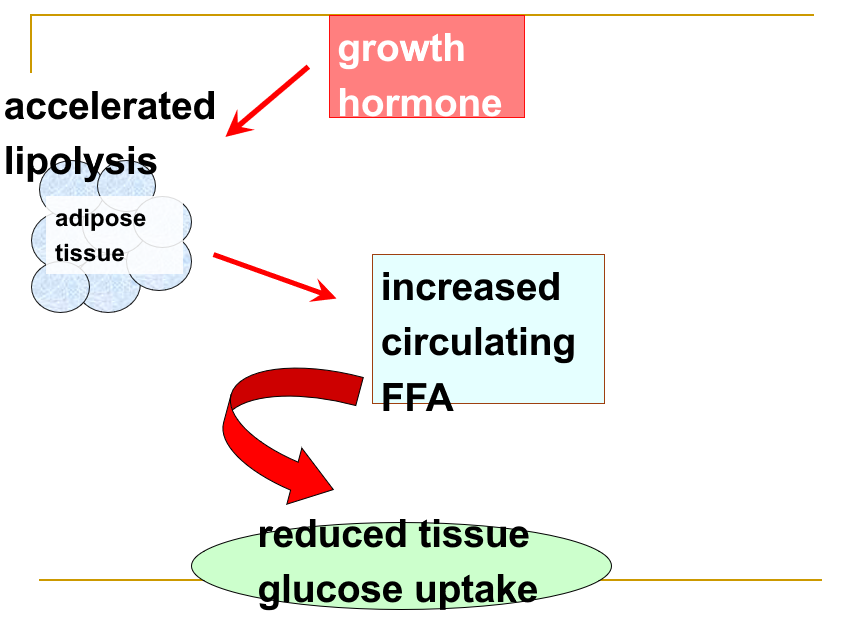 growth
hormone
accelerated
lipolysis
adipose
tissue
increased
circulating
FFA
reduced tissue
glucose uptake